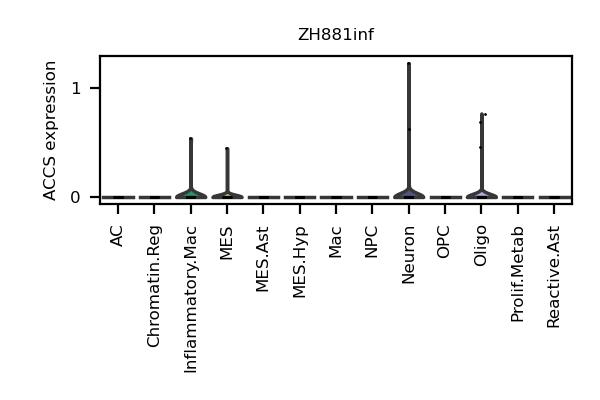 ZH881inf
ACCS expression
1
0
AC
Chromatin.Reg
Inflammatory.Mac
MES
MES.Ast
MES.Hyp
Mac
NPC
Neuron
OPC
Oligo
Prolif.Metab
Reactive.Ast